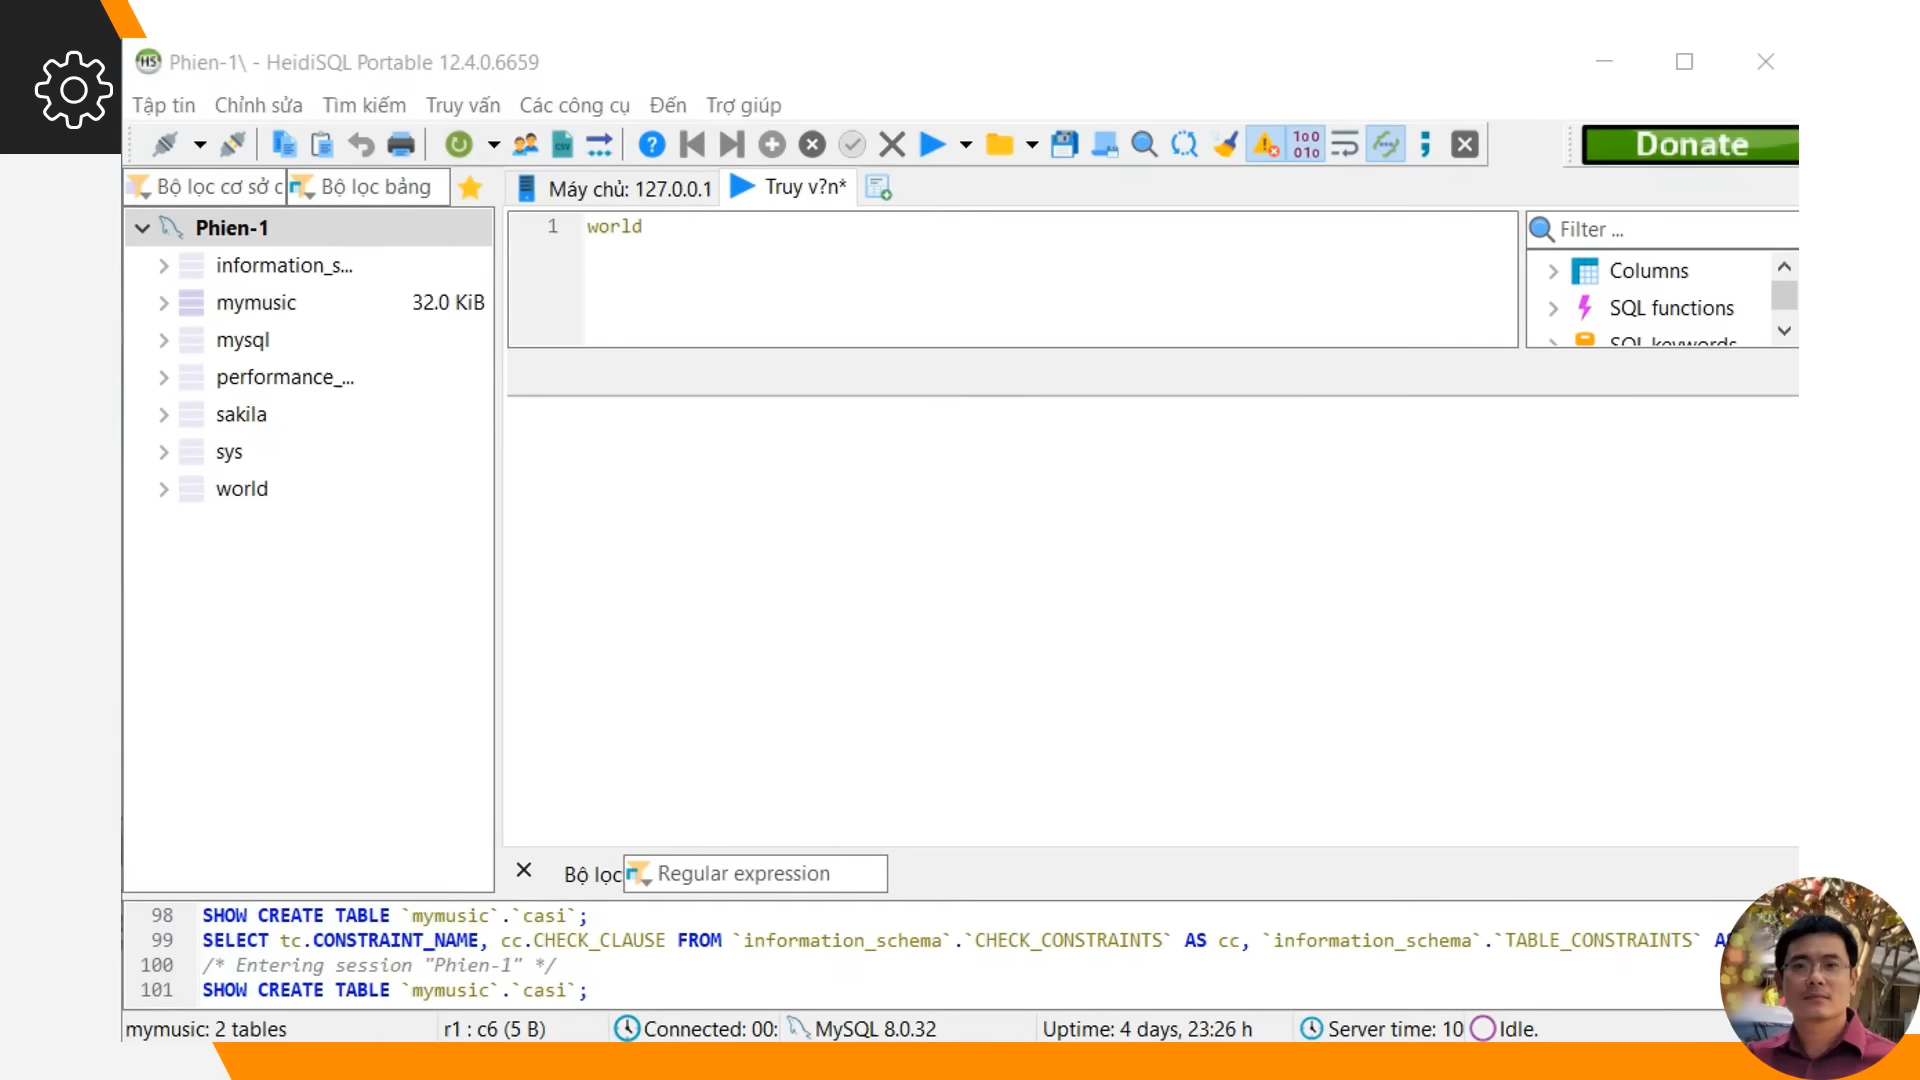 Phien-1\ - HeidiSQL Portable 12.4.0.6659
Tập tin Chỉnh sửa Tìm kiếm Truy vấn Các công cụ Đến Trợ giúp
Donate
Bộ lọc cơ sở c Bộ lọc bảng Máy chủ: 127.0.0.1 Truy v?n*
Phien-1
information_s...
mymusic 32.0 KiB
mysql
performance_...
sakila
sys
world
1 world
Filter ...
Columns
SQL functions
SQL keywords
Bộ lọc Regular expression
98 SHOW CREATE TABLE `mymusic`.`casi`;
99 SELECT tc.CONSTRAINT_NAME, cc.CHECK_CLAUSE FROM `information_schema`.`CHECK_CONSTRAINTS` AS cc, `information_schema`.`TABLE_CONSTRAINTS` A
100 /* Entering session "Phien-1" */
101 SHOW CREATE TABLE `mymusic`.`casi`;
mymusic: 2 tables r1 : c6 (5 B) Connected: 00: MySQL 8.0.32 Uptime: 4 days, 23:26 h Server time: 10 Idle.